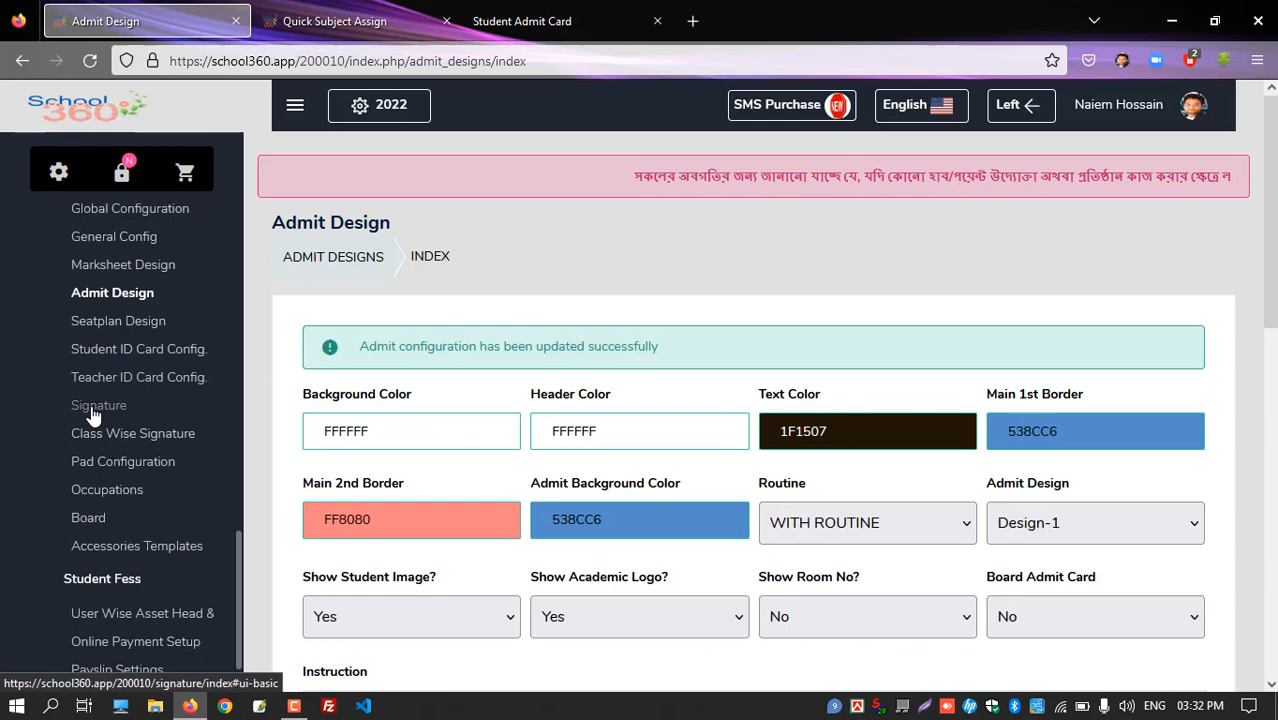 Admit Design
Quick Subject Assign
Student Admit Card
https://school360.app/200010/index.php/admit_designs/index
2
School 360°
2022
SMS Purchase NEW
English
Left
Naiem Hossain
N
সকলের অবগতির জন্য জানানো যাচ্ছে যে, যদি কোনো হাব/পয়েন্ট উদ্যোক্তা অথবা প্রতিষ্ঠান কাজ করার ক্ষেত্রে ল
Global Configuration
General Config
Marksheet Design
Admit Design
Seatplan Design
Student ID Card Config.
Teacher ID Card Config.
Signature
Class Wise Signature
Pad Configuration
Occupations
Board
Accessories Templates
Student Fess
User Wise Asset Head &
Online Payment Setup
Payslip Settings
Admit Design
ADMIT DESIGNS
INDEX
Admit configuration has been updated successfully
Background Color
Header Color
Text Color
Main 1st Border
FFFFFF
FFFFFF
1F1507
538CC6
Main 2nd Border
Admit Background Color
Routine
Admit Design
FF8080
538CC6
WITH ROUTINE
Design-1
Show Student Image?
Show Academic Logo?
Show Room No?
Board Admit Card
Yes
Yes
No
No
Instruction
https://school360.app/200010/signature/index#ui-basic
ENG
03:32 PM